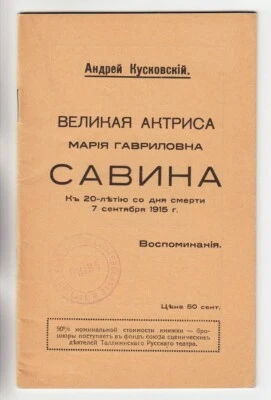 Андрей Кусковскій.
ВЕЛИКАЯ АКТРИСА
МАРІЯ ГАВРИЛОВНА
САВИНА
Къ 20-лѣтію со дня смерти
7 сентября 1915 г.
Воспоминанія.
Цѣна 50 сент.
50% номинальной стоимости книжки — бро-
шюры поступаетъ въ фондъ союза сценическихъ
дѣятелей Таллиннскаго Русскаго театра.